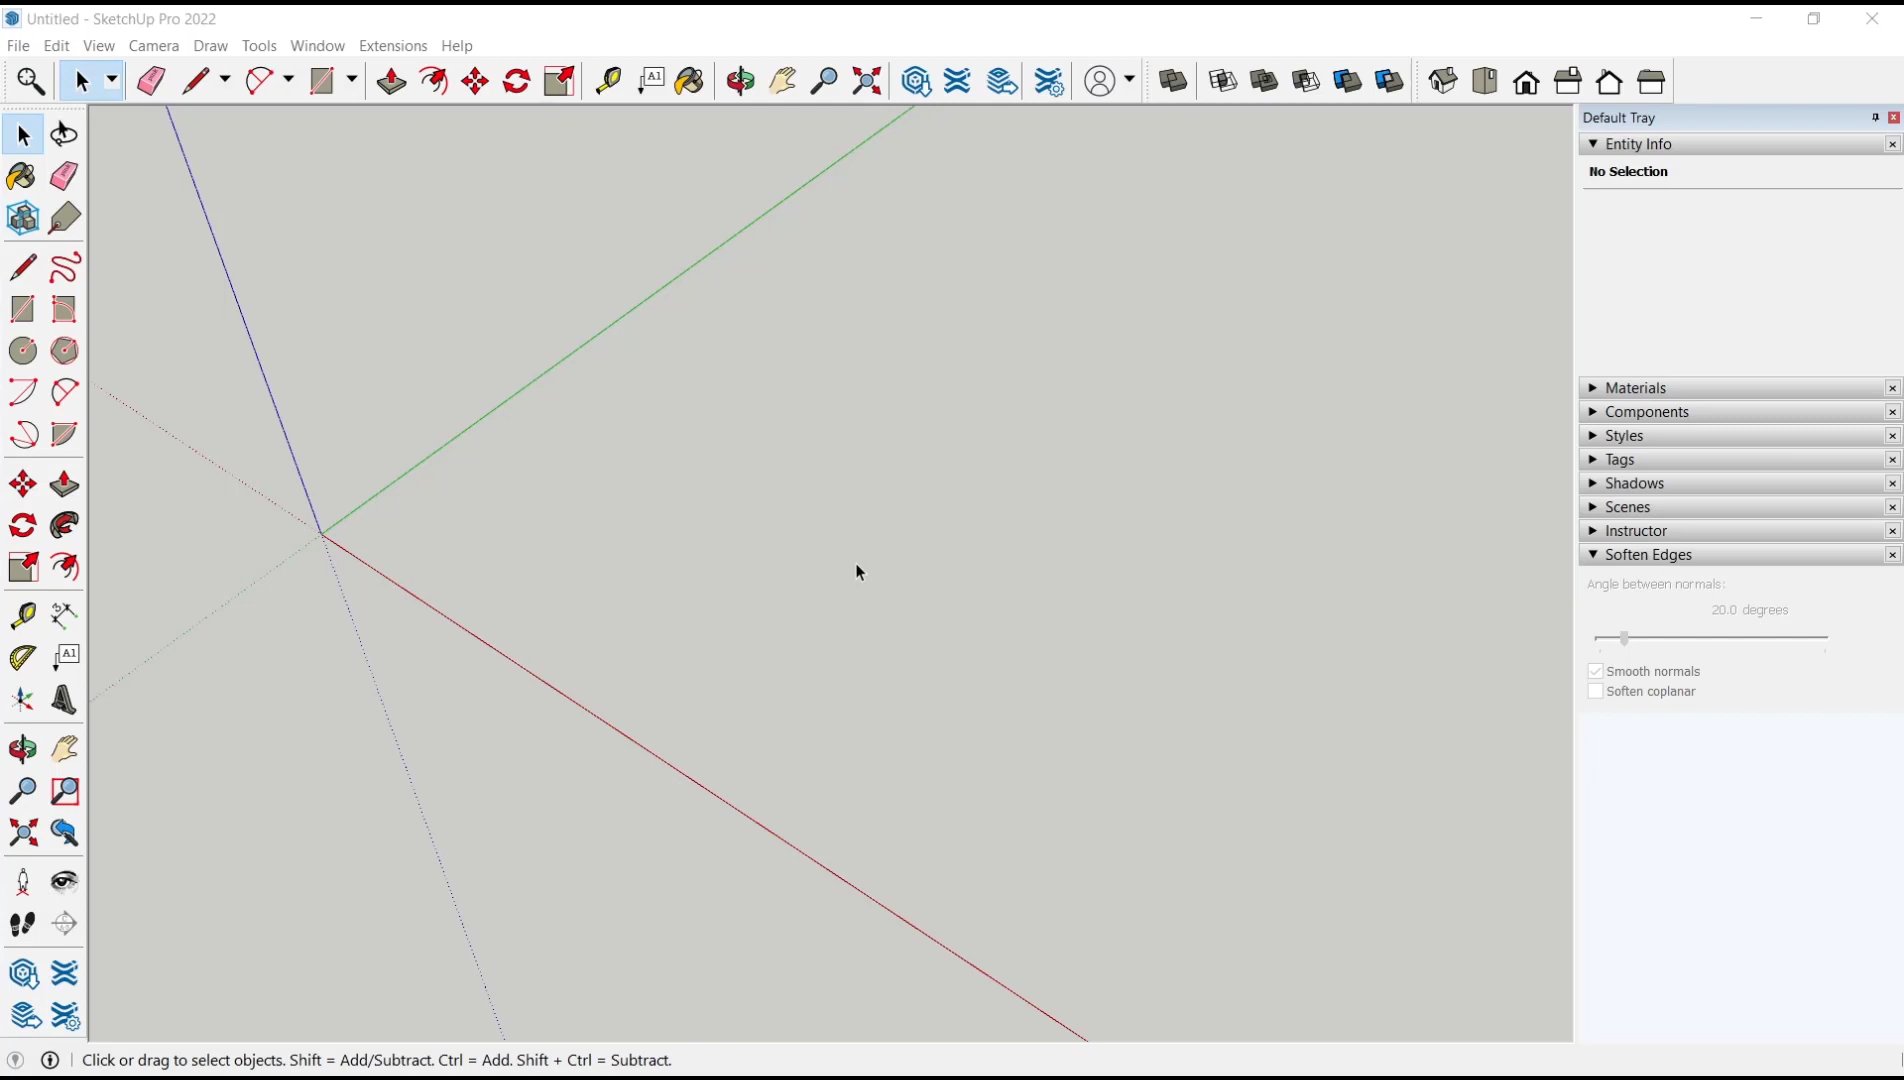 Untitled - SketchUp Pro 2022
File Edit View Camera Draw Tools Window Extensions Help
A1
Default Tray
Entity Info
No Selection
Materials
Components
Styles
Tags
Shadows
Scenes
Instructor
Soften Edges
Angle between normals:
20.0 degrees
Smooth normals
Soften coplanar
A1
Click or drag to select objects. Shift = Add/Subtract. Ctrl = Add. Shift + Ctrl = Subtract.